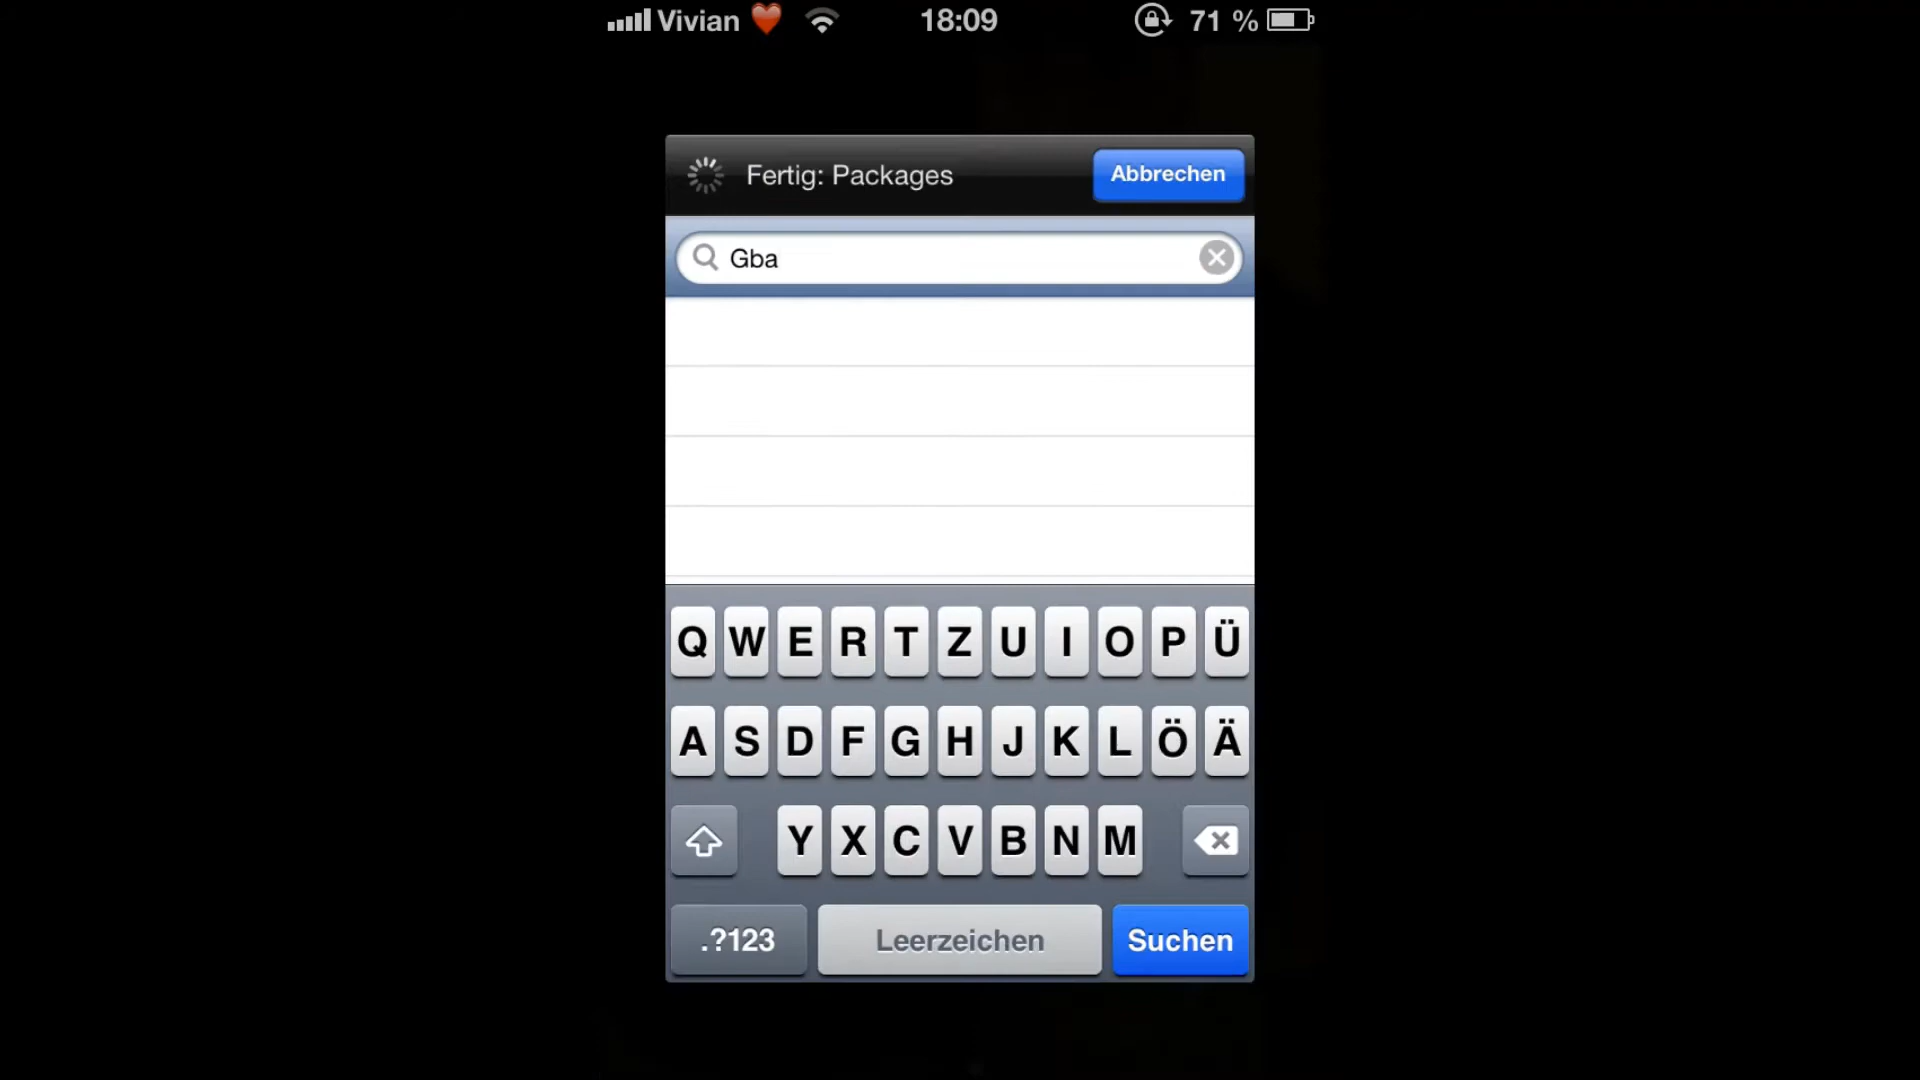 Vivian ❤️ 18:09 71 %
Fertig: Packages Abbrechen
Gba
Q W E R T Z U I O P Ü
A S D F G H J K L Ö Ä
Y X C V B N M
.?123 Leerzeichen Suchen